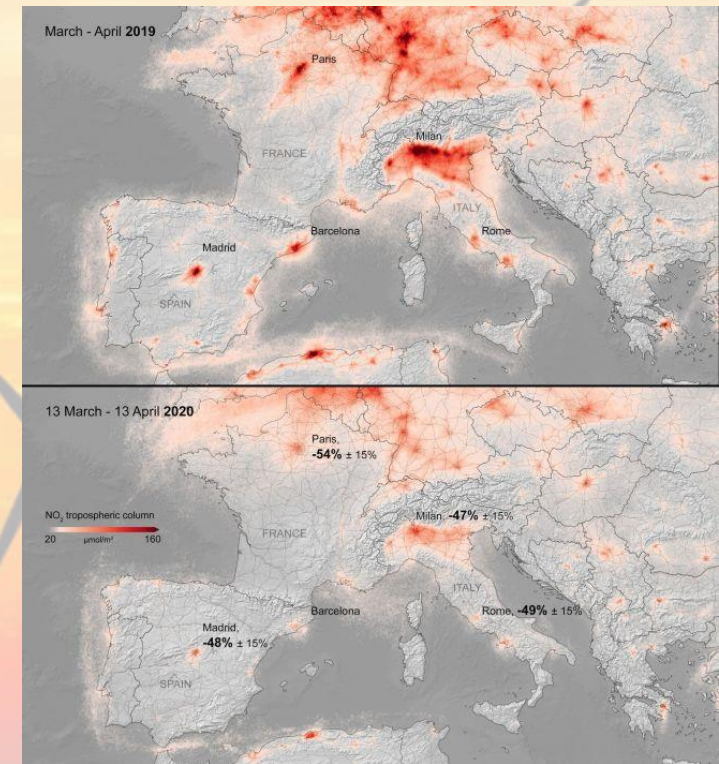 March - April 2019
Paris
Milan
FRANCE
ITALY
Barcelona
Rome
Madrid
SPAIN
13 March - 13 April 2020
Paris,
-54% ± 15%
NO₂ tropospheric column
20 µmol/m² 160
Milan, -47% ± 15%
FRANCE
ITALY
Barcelona
Rome, -49% ± 15%
Madrid,
-48% ± 15%
SPAIN